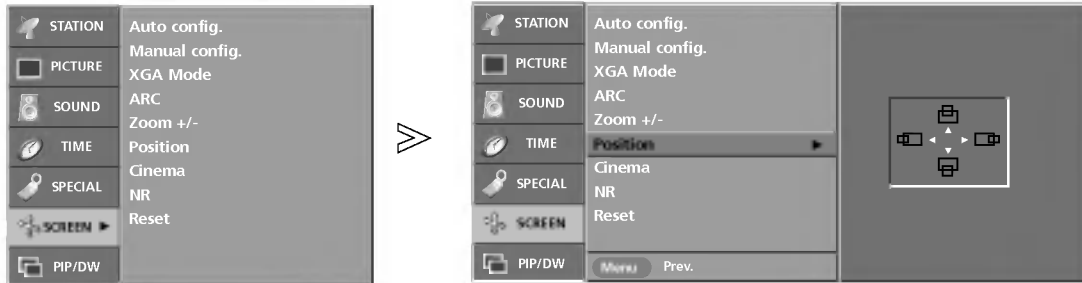 STATION
PICTURE
SOUND
TIME
SPECIAL
SCREEN
PIP/DW
Auto config.
Manual config.
XGA Mode
ARC
Zoom +/-
Position
Cinema
NR
Reset
STATION
PICTURE
SOUND
TIME
SPECIAL
SCREEN
PIP/DW
Auto config.
Manual config.
XGA Mode
ARC
Zoom +/-
Position
Cinema
NR
Reset
Menu Prev.